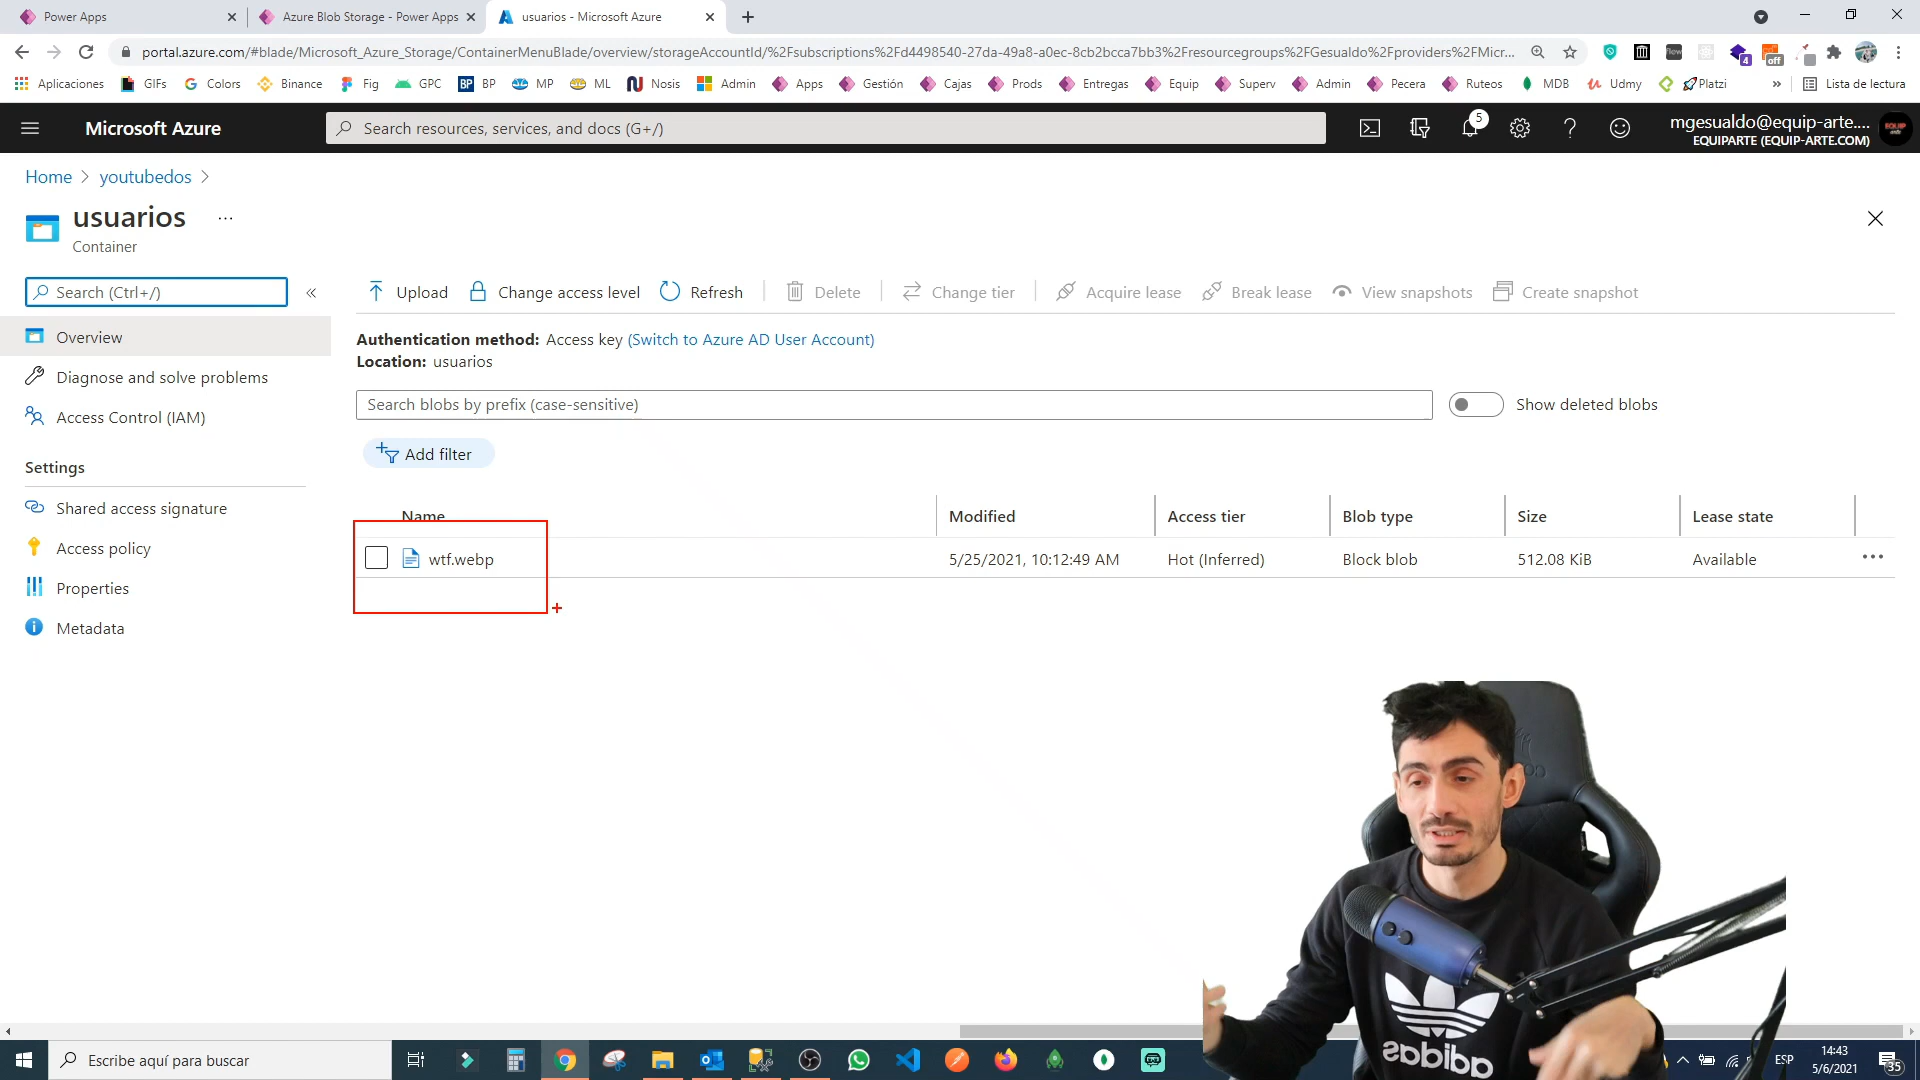 Power Apps
Azure Blob Storage - Power Apps
usuarios - Microsoft Azure
portal.azure.com/#blade/Microsoft_Azure_Storage/ContainerMenuBlade/overview/storageAccountId/%2Fsubscriptions%2Fd4498540-27da-49a8-a0ec-8cb2bcca7bb3%2Fresourcegroups%2FGesualdo%2Fproviders%2FMicr...
4
off
Aplicaciones
GIFs
Colors
Binance
Fig
GPC
BP BP
MP
ML
Nosis
Admin
Apps
Gestión
Cajas
Prods
Entregas
Equip
Superv
Admin
Pecera
Ruteos
MDB
Udmy
Platzi
»
Lista de lectura
Microsoft Azure
Search resources, services, and docs (G+/)
5
mgesualdo@equip-arte....
EQUIPARTE (EQUIP-ARTE.COM)
Home > youtubedos >
usuarios ...
Container
Search (Ctrl+/)
«
Overview
Diagnose and solve problems
Access Control (IAM)
Settings
Shared access signature
Access policy
Properties
Metadata
Upload
Change access level
Refresh
Delete
Change tier
Acquire lease
Break lease
View snapshots
Create snapshot
Authentication method: Access key (Switch to Azure AD User Account)
Location: usuarios
Search blobs by prefix (case-sensitive)
Show deleted blobs
Add filter
Name
Modified
Access tier
Blob type
Size
Lease state
wtf.webp
5/25/2021, 10:12:49 AM
Hot (Inferred)
Block blob
512.08 KiB
Available
...
adidas
Escribe aquí para buscar
ESP
14:43
5/6/2021
35